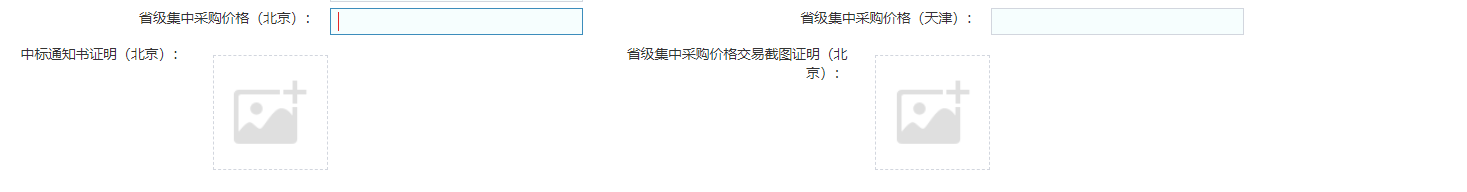 省级集中采购价格（北京）：
省级集中采购价格（天津）：
中标通知书证明（北京）：
省级集中采购价格交易截图证明（北
京）：